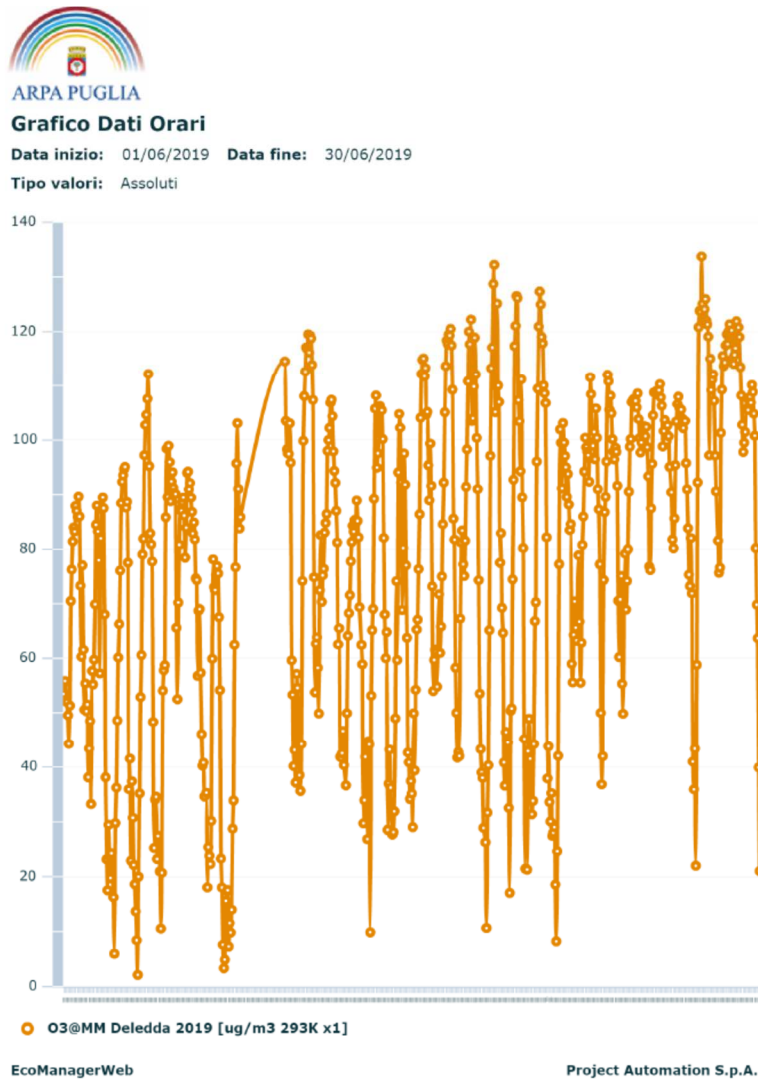 ARPA PUGLIA
Grafico Dati Orari
Data inizio: 01/06/2019 Data fine: 30/06/2019
Tipo valori: Assoluti
140
120
100
80
60
40
20
0
O3@MM Deledda 2019 [ug/m3 293K x1]
EcoManagerWeb Project Automation S.p.A.